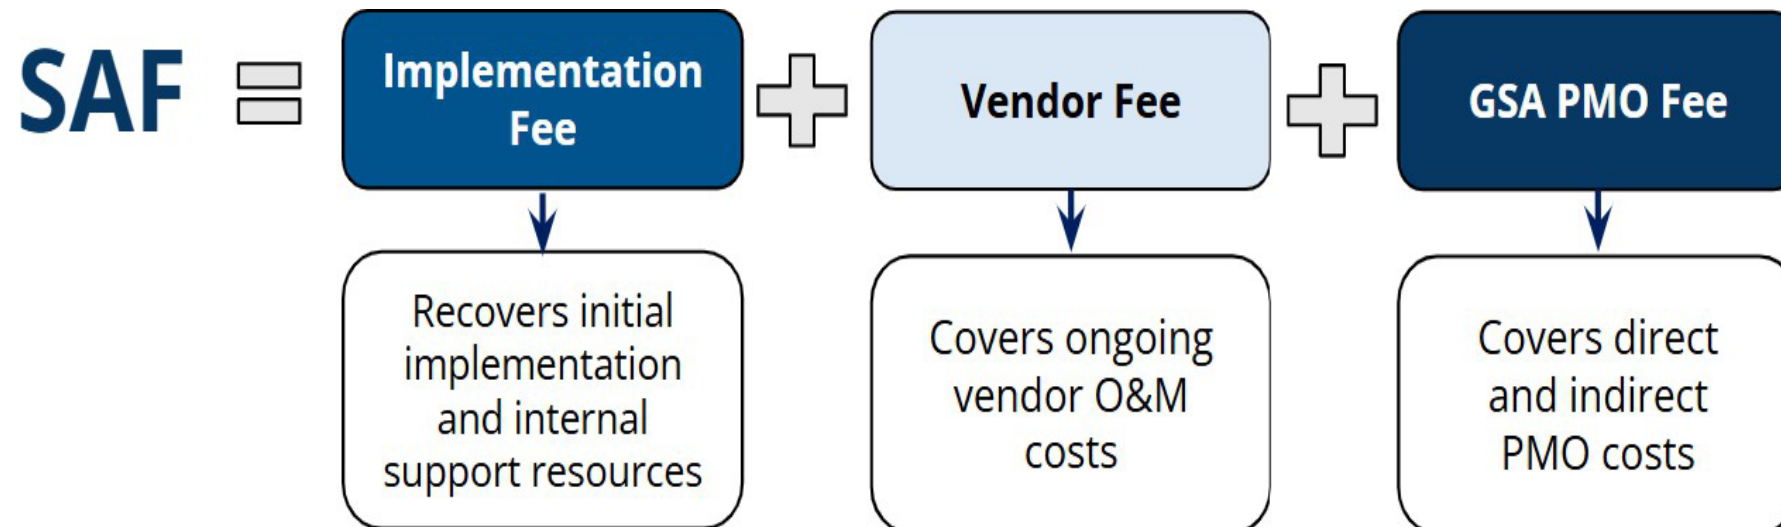 SAF
Implementation
Fee
Vendor Fee
GSA PMO Fee
Recovers initial
implementation
and internal
support resources
Covers ongoing
vendor O&M
costs
Covers direct
and indirect
PMO costs